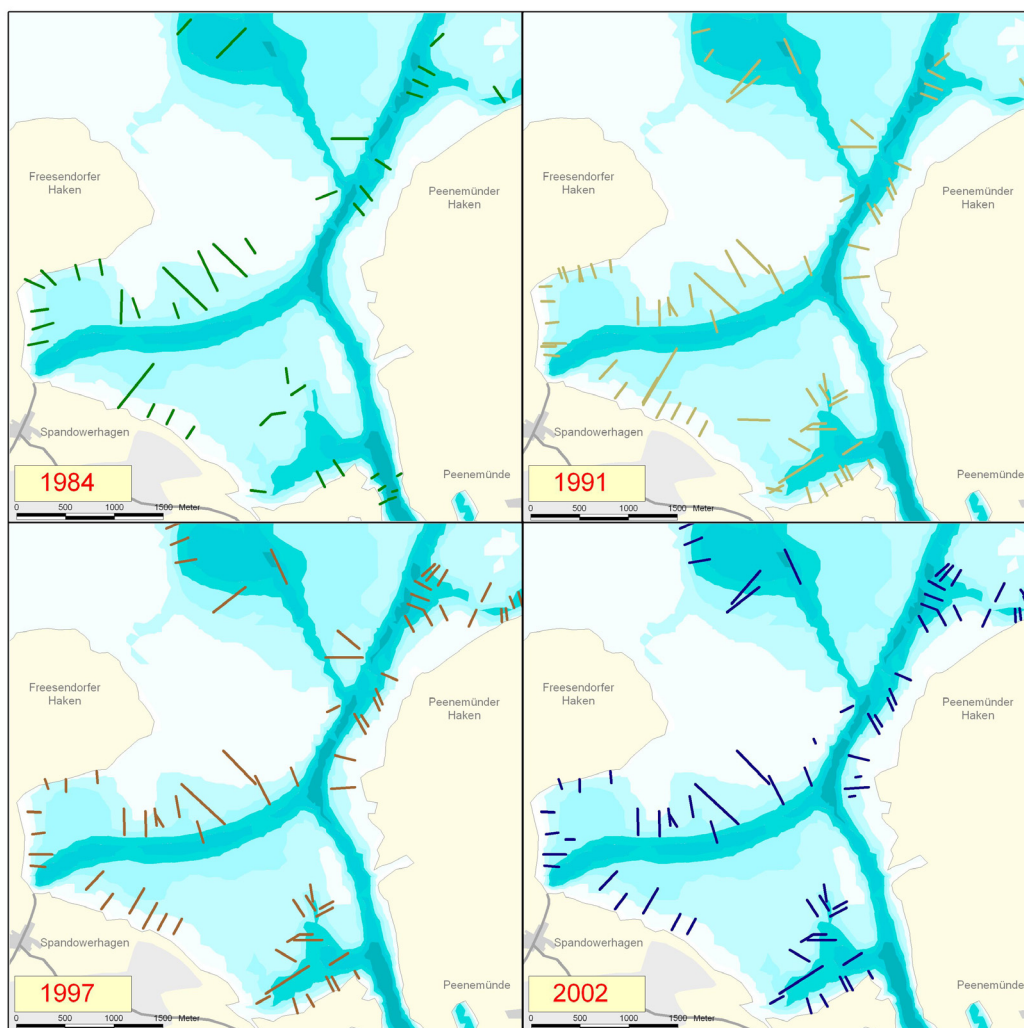 Freesendorfer
Haken
Peenemünder
Haken
Spandowerhagen
Peenemünde
1984
0 500 1000 1500 Meter
Freesendorfer
Haken
Peenemünder
Haken
Spandowerhagen
Peenemünde
1991
0 500 1000 1500 Meter
Freesendorfer
Haken
Peenemünder
Haken
Spandowerhagen
Peenemünde
1997
0 500 1000 1500 Meter
Freesendorfer
Haken
Peenemünder
Haken
Spandowerhagen
Peenemünde
2002
0 500 1000 1500 Meter